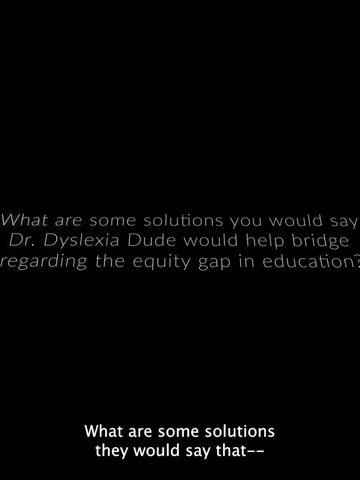 What are some solutions you would say
Dr. Dyslexia Dude would help bridge
regarding the equity gap in education?
What are some solutions
they would say that--